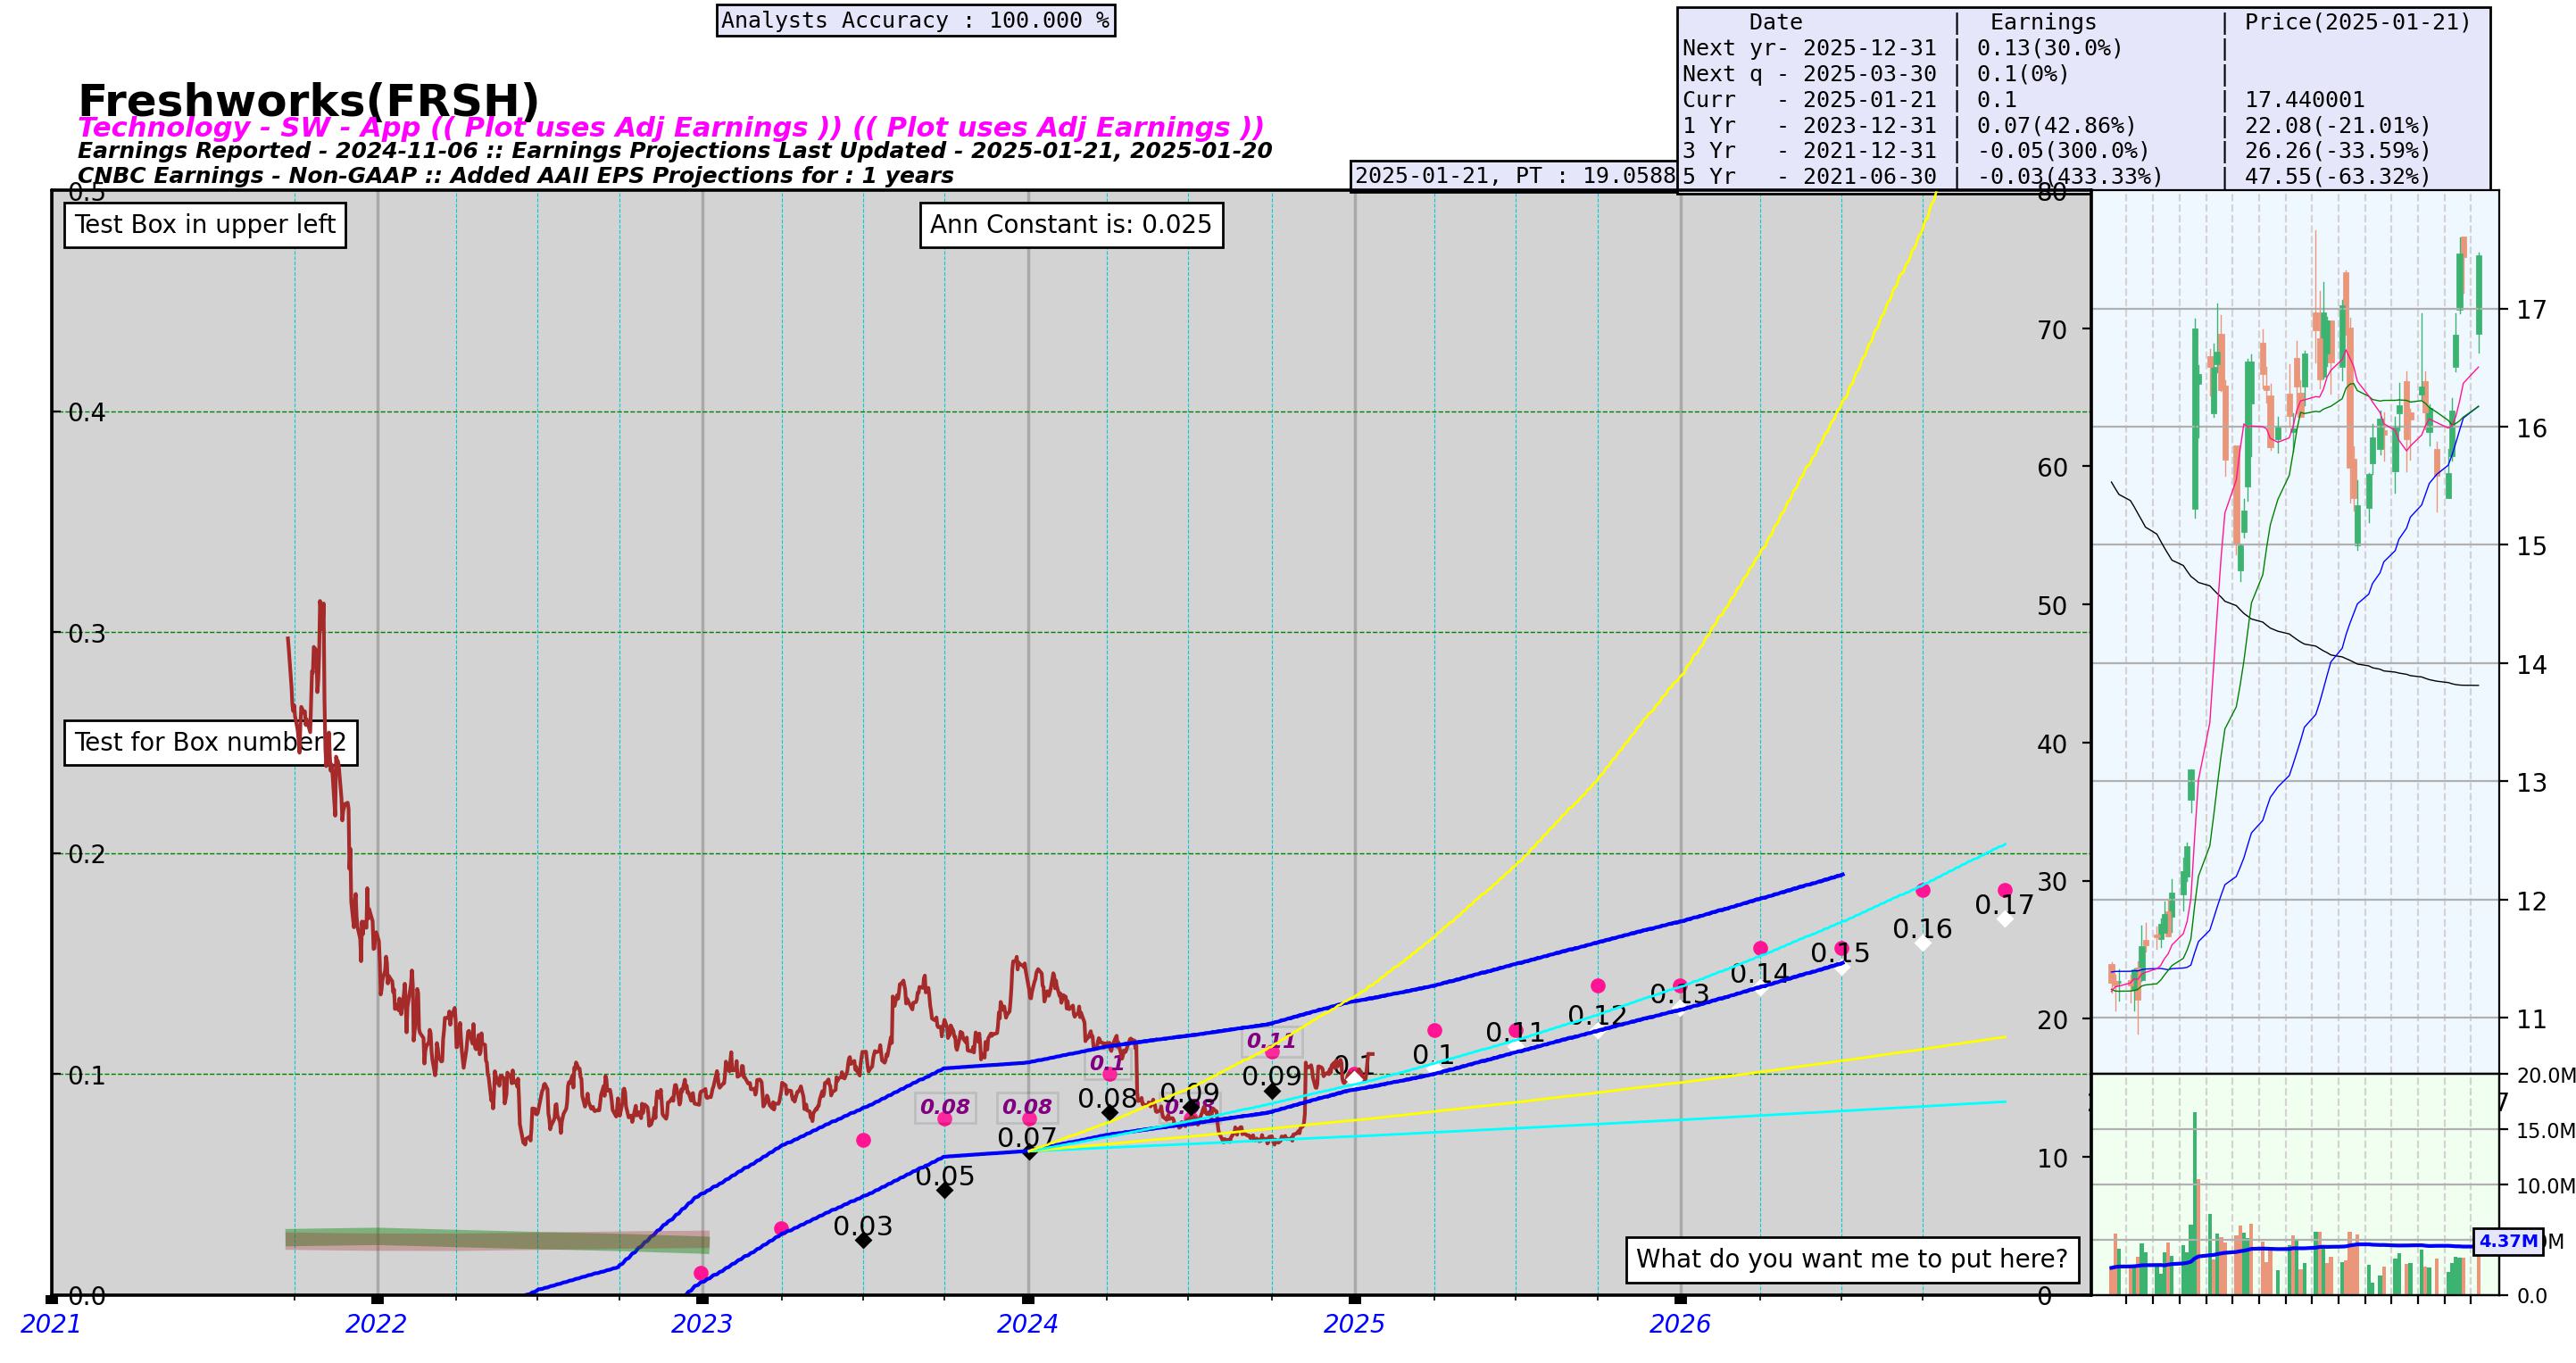 Analysts Accuracy : 100.000 %
Date | Earnings | Price(2025-01-21)
Next yr- 2025-12-31 | 0.13(30.0%) |
Next q - 2025-03-30 | 0.1(0%) |
Curr - 2025-01-21 | 0.1 | 17.440001
1 Yr - 2023-12-31 | 0.07(42.86%) | 22.08(-21.01%)
3 Yr - 2021-12-31 | -0.05(300.0%) | 26.26(-33.59%)
5 Yr - 2021-06-30 | -0.03(433.33%) | 47.55(-63.32%)
Freshworks(FRSH)
Technology - SW - App (( Plot uses Adj Earnings )) (( Plot uses Adj Earnings ))
Earnings Reported - 2024-11-06 :: Earnings Projections Last Updated - 2025-01-21, 2025-01-20
CNBC Earnings - Non-GAAP :: Added AAII EPS Projections for : 1 years
2025-01-21, PT : 19.0588
0.5
80
Test Box in upper left
Ann Constant is: 0.025
17
70
0.4
16
60
15
50
0.3
14
Test for Box number 2
40
13
0.2
30
12
0.17
0.16
0.15
0.14
0.13
0.12
0.11
0.1
0.1
20
11
0.11
0.1
0.09
0.09
0.08
0.08
0.08
0.08
0.07
0.05
0.03
0.1
20.0M
7
15.0M
10
10.0M
4.37M
What do you want me to put here?
0.0
0
0.0
2021
2022
2023
2024
2025
2026